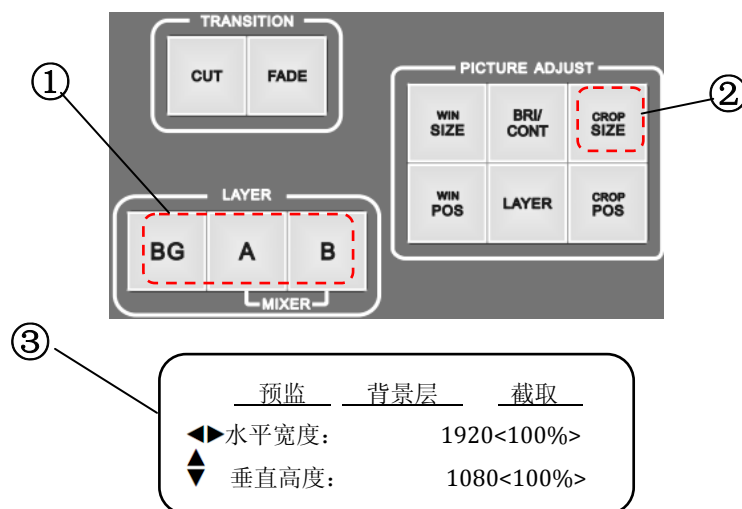 TRANSITION
CUT
FADE
①
PICTURE ADJUST
②
WIN
SIZE
BRI/
CONT
CROP
SIZE
WIN
POS
LAYER
CROP
POS
LAYER
BG
A
B
MIXER
③
预监 背景层 截取
水平宽度： 1920<100%>
垂直高度： 1080<100%>